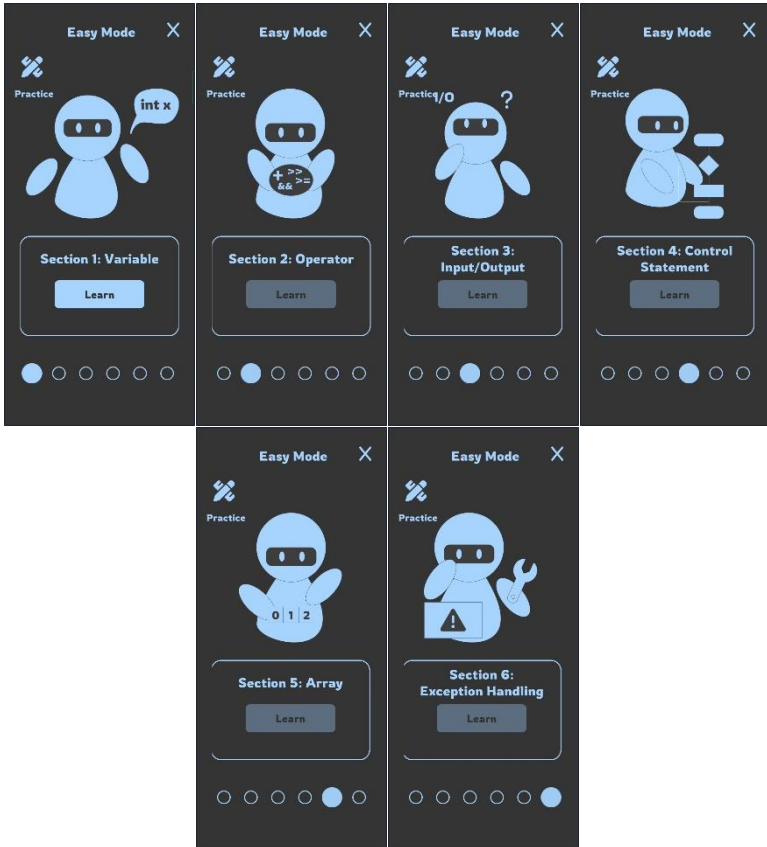 Easy Mode X
Practice
int x
Section 1: Variable
Learn
Easy Mode X
Practice
+ >>
&& >=
Section 2: Operator
Learn
Easy Mode X
Practice
I/O ?
Section 3:
Input/Output
Learn
Easy Mode X
Practice
Section 4: Control
Statement
Learn
Easy Mode X
Practice
0 | 1 | 2
Section 5: Array
Learn
Easy Mode X
Practice
!
Section 6:
Exception Handling
Learn